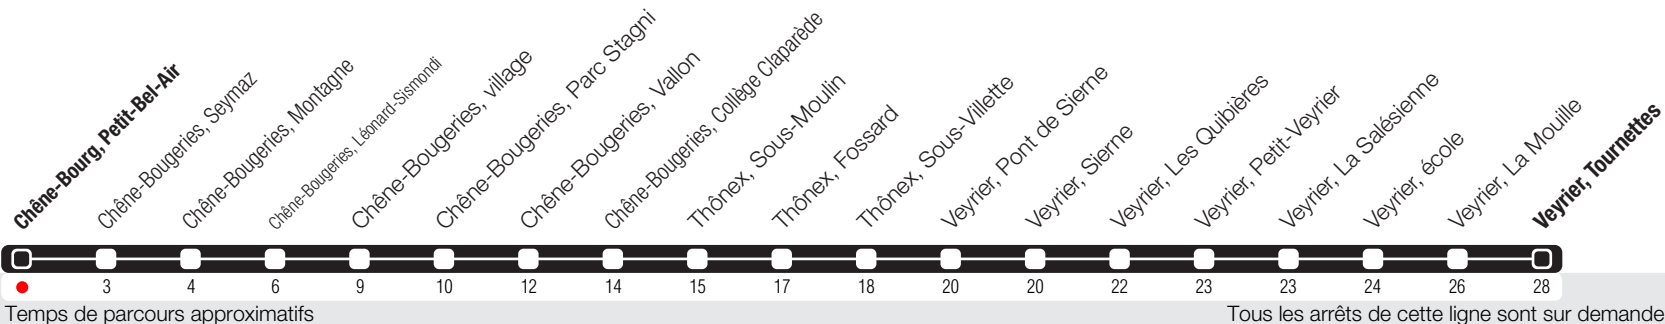 Chêne-Bourg, Petit-Bel-Air
Chêne-Bougeries, Seymaz
Chêne-Bougeries, Montagne
Chêne-Bougeries, Léonard-Sismondi
Chêne-Bougeries, village
Chêne-Bougeries, Parc Stagni
Chêne-Bougeries, Vallon
Chêne-Bougeries, Collège Claparède
Thônex, Sous-Moulin
Thônex, Fossard
Thônex, Sous-Villette
Veyrier, Pont de Sierne
Veyrier, Sierne
Veyrier, Les Quibières
Veyrier, Petit-Veyrier
Veyrier, La Salésienne
Veyrier, école
Veyrier, La Mouille
Veyrier, Tournettes
3 4 6 9 10 12 14 15 17 18 20 20 22 23 23 24 26 28
Temps de parcours approximatifs
Tous les arrêts de cette ligne sont sur demande